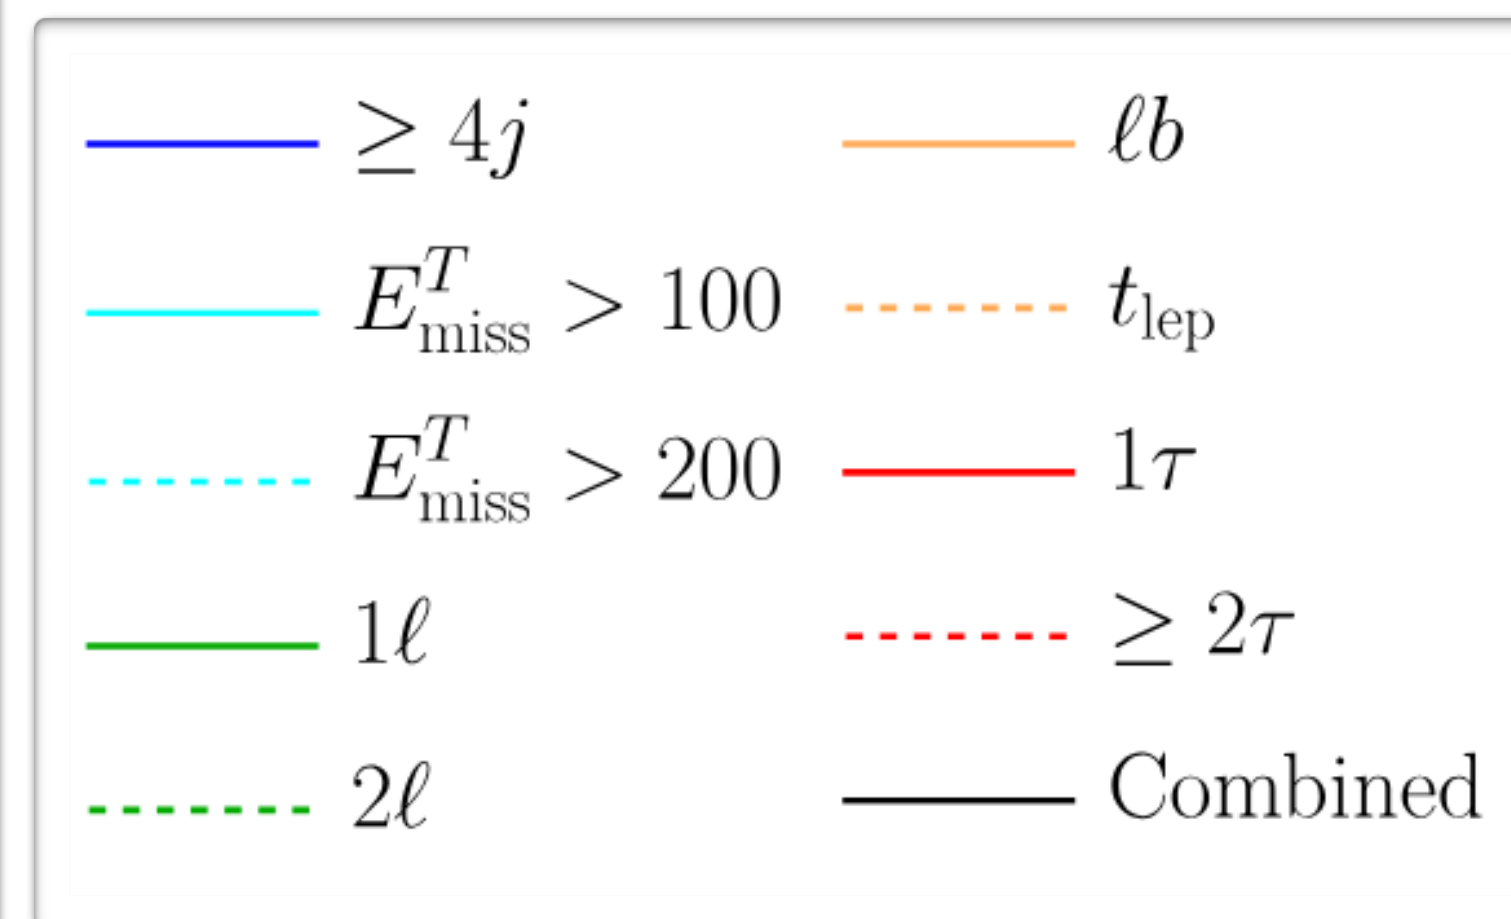 ≥ 4j
E^T_miss > 100
E^T_miss > 200
1ℓ
2ℓ
ℓb
t_lep
1τ
≥ 2τ
Combined